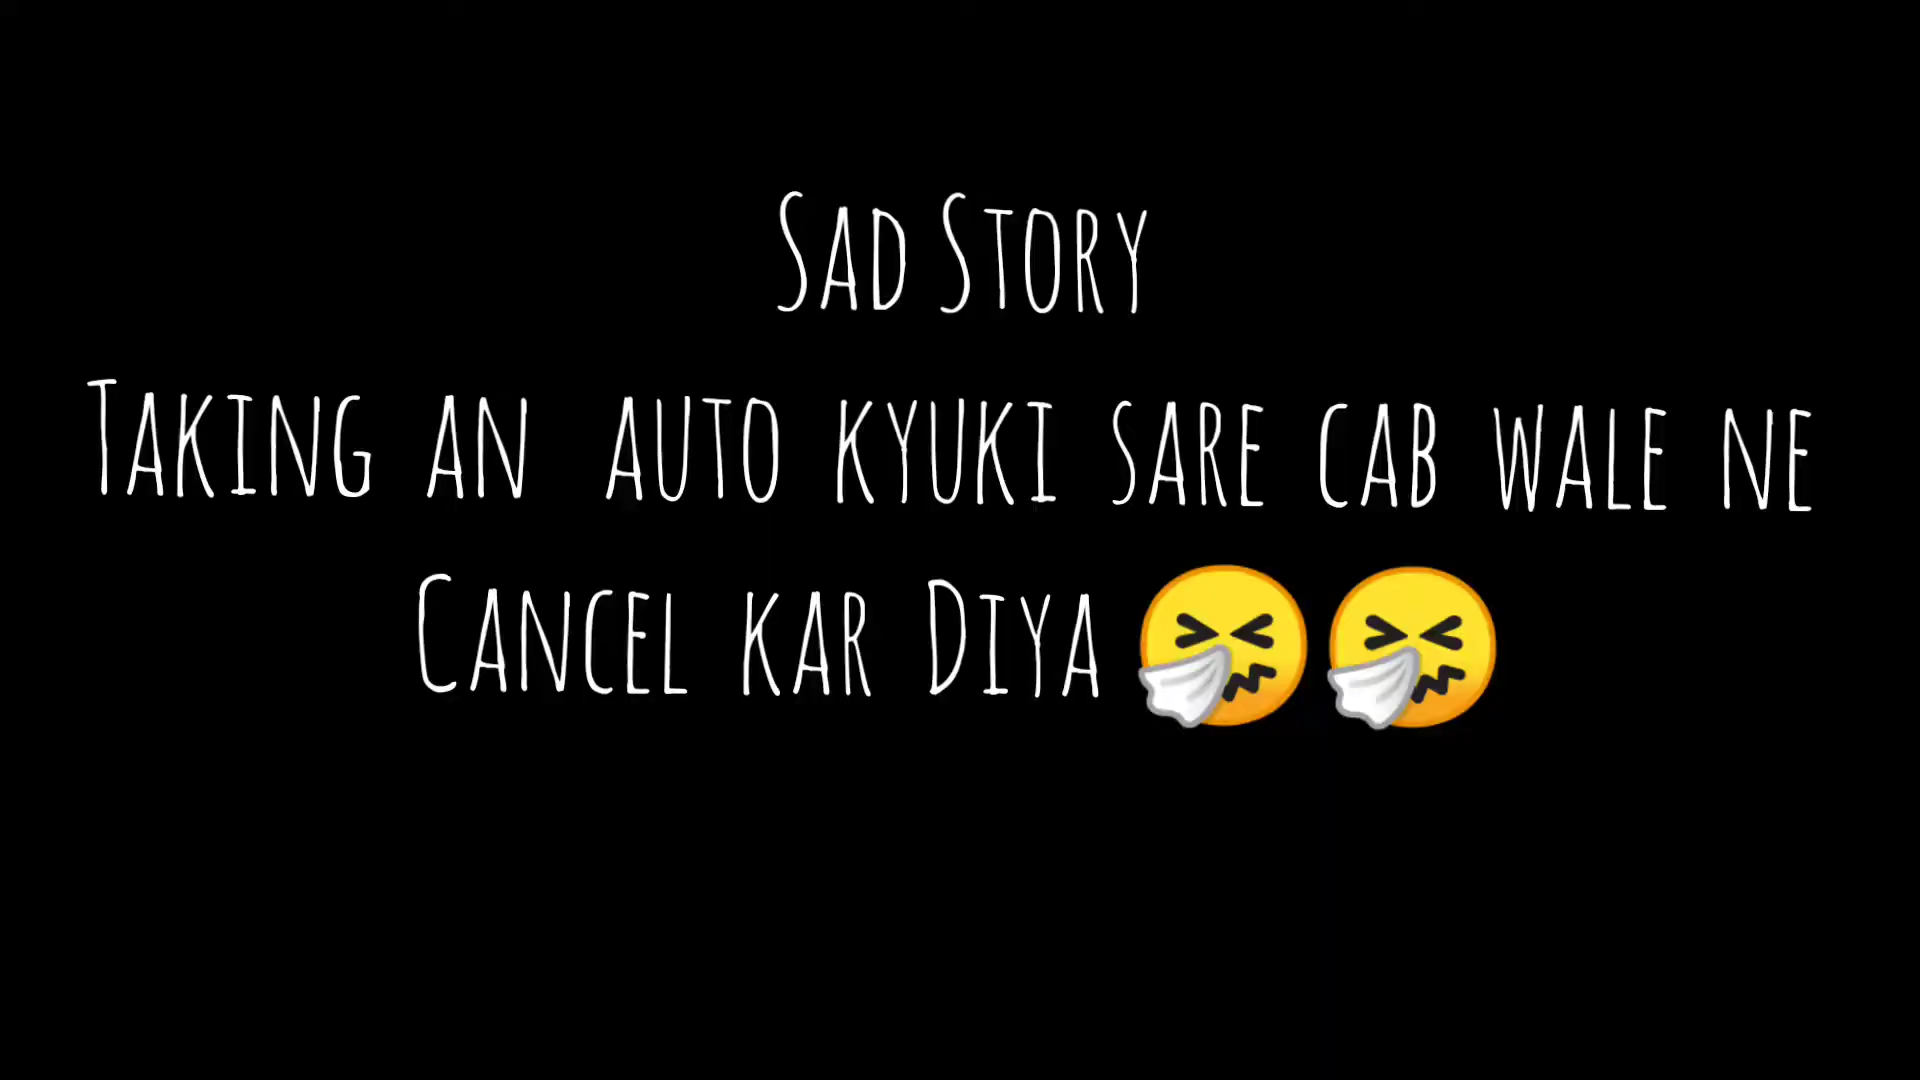 Sad Story
Taking an auto kyuki sare cab wale ne
Cancel kar Diya 🤧🤧